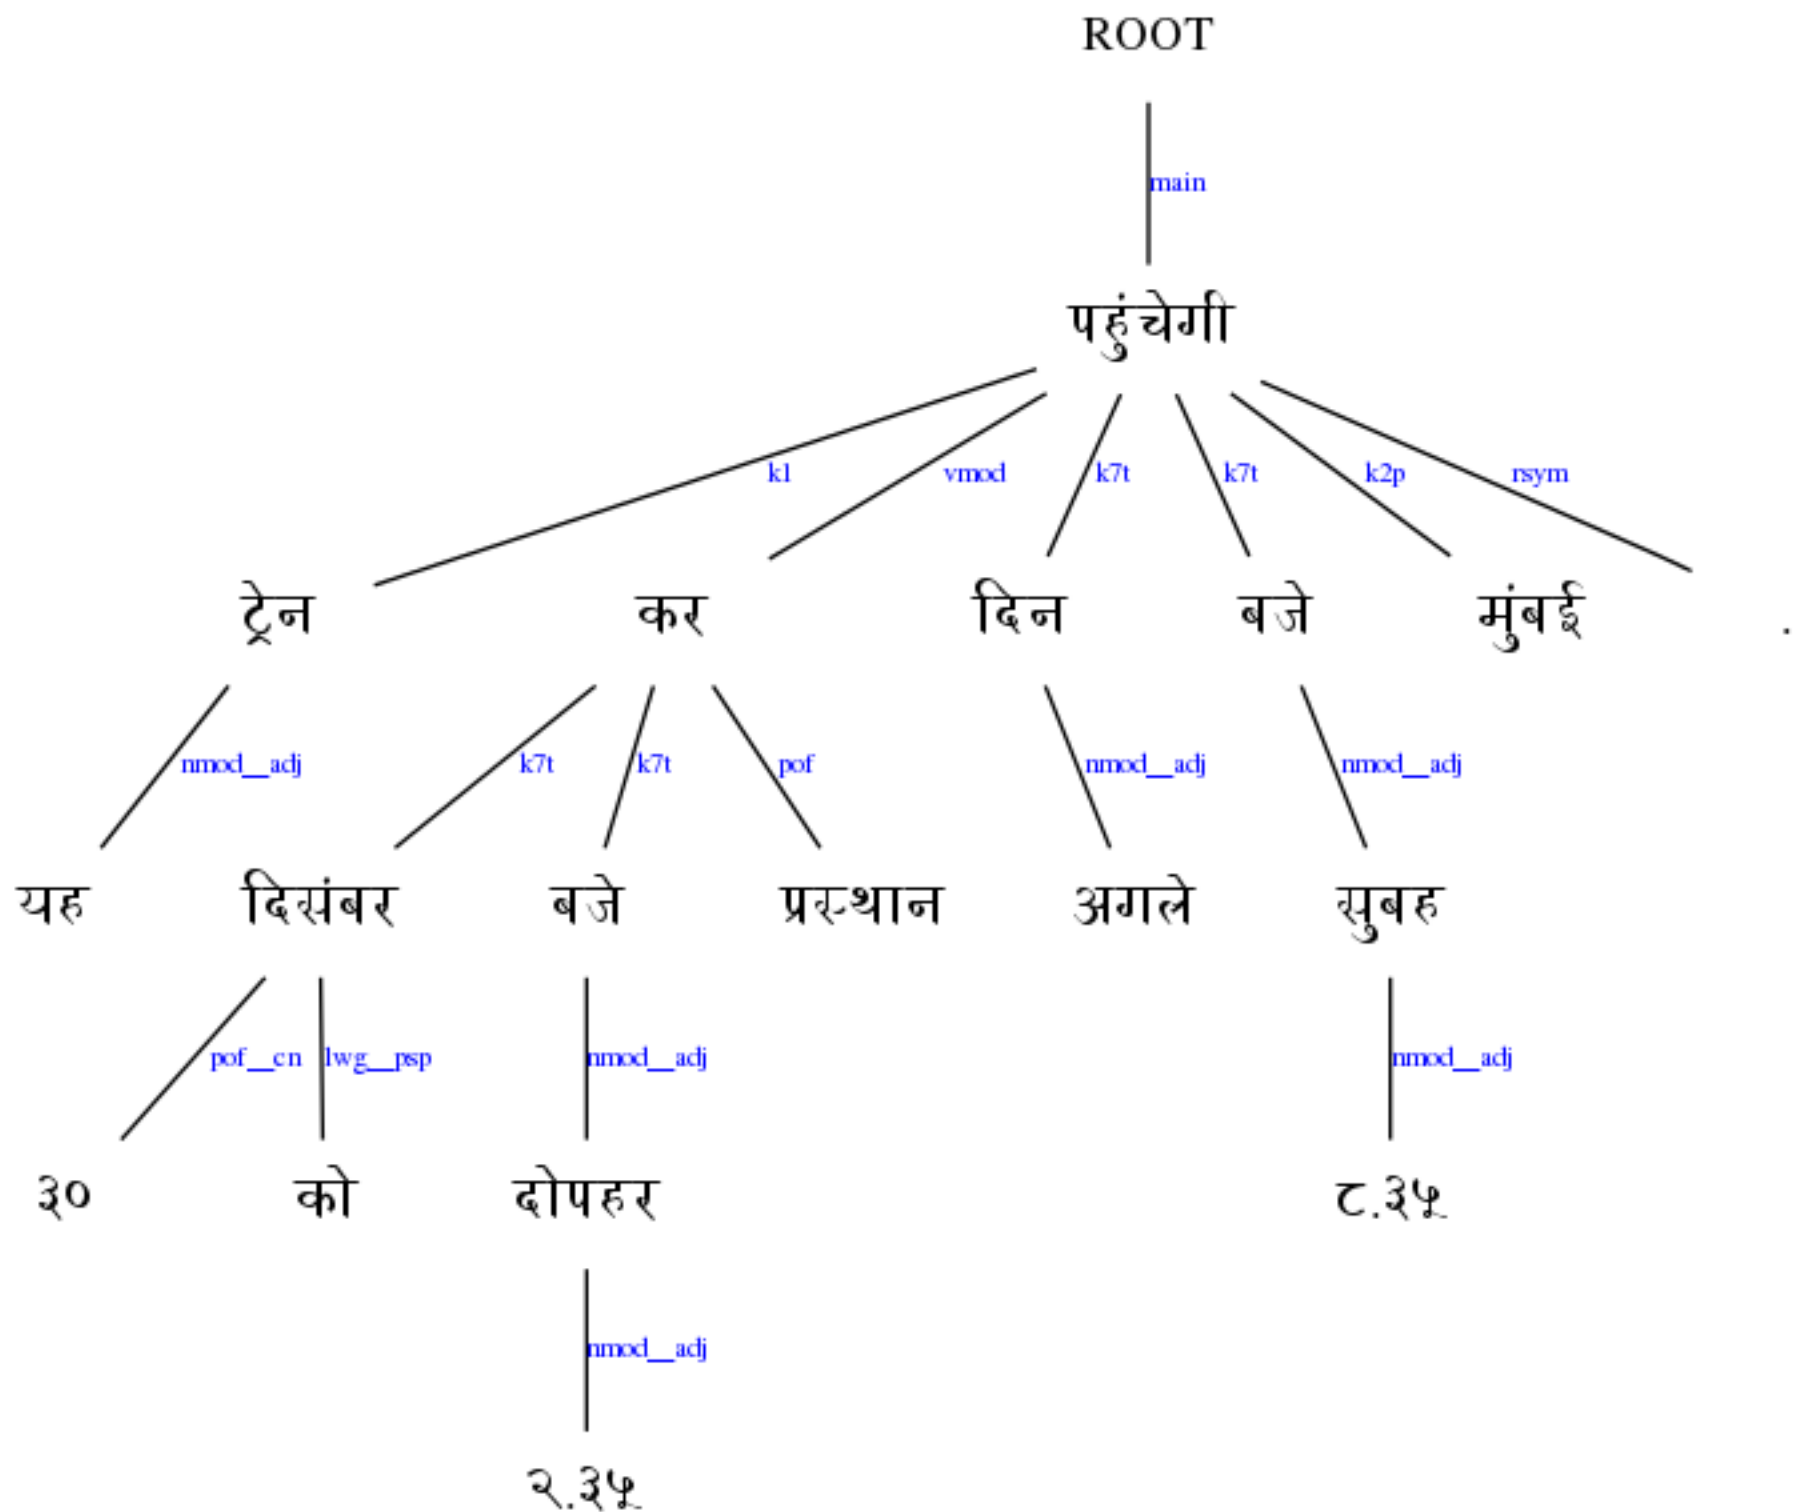 ROOT
main
पहुंचेगी
k1 vmod k7t k7t k2p rsym
ट्रेन कर दिन बजे मुंबई .
nmod__adj k7t k7t pof nmod__adj nmod__adj
यह दिसंबर बजे प्रस्थान अगले सुबह
pof__cn lwg__psp nmod__adj nmod__adj
३० को दोपहर ८.३५
nmod__adj
२.३५